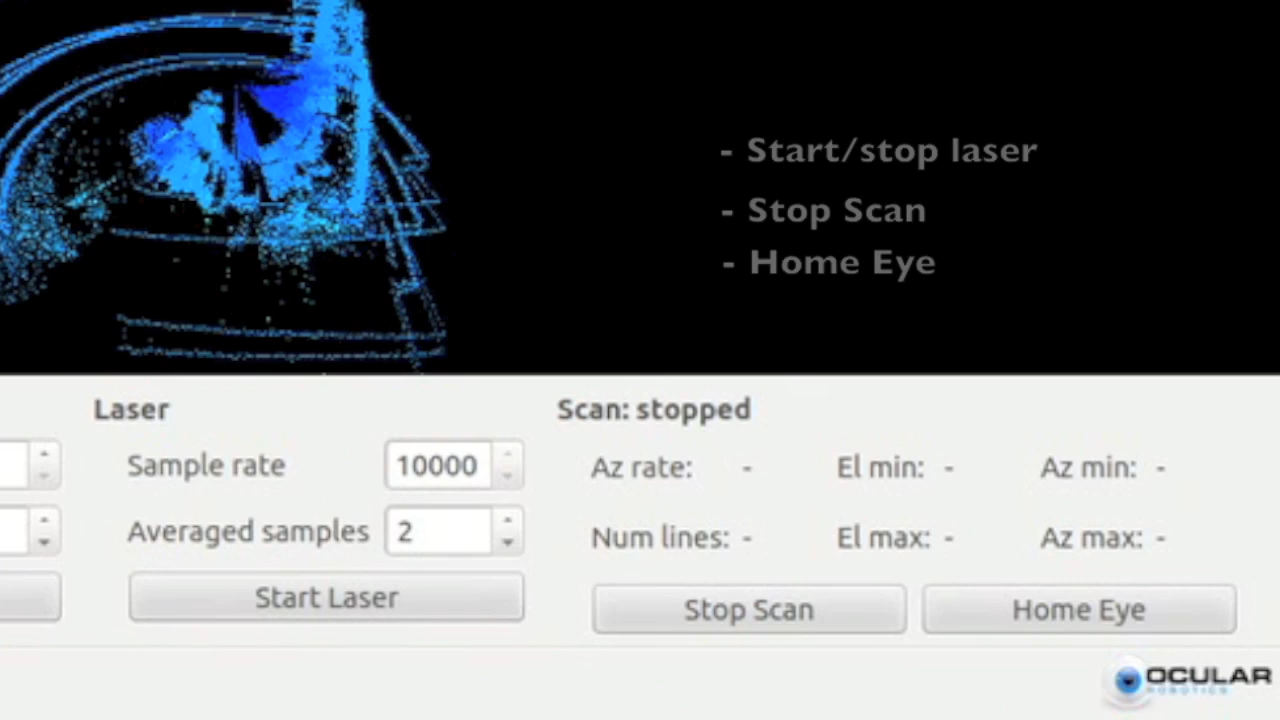 - Start/stop laser
- Stop Scan
- Home Eye
Laser
Scan: stopped
Sample rate 10000
Az rate: - El min: - Az min: -
Averaged samples 2
Num lines: - El max: - Az max: -
Start Laser
Stop Scan Home Eye
OCULAR
ROBOTICS